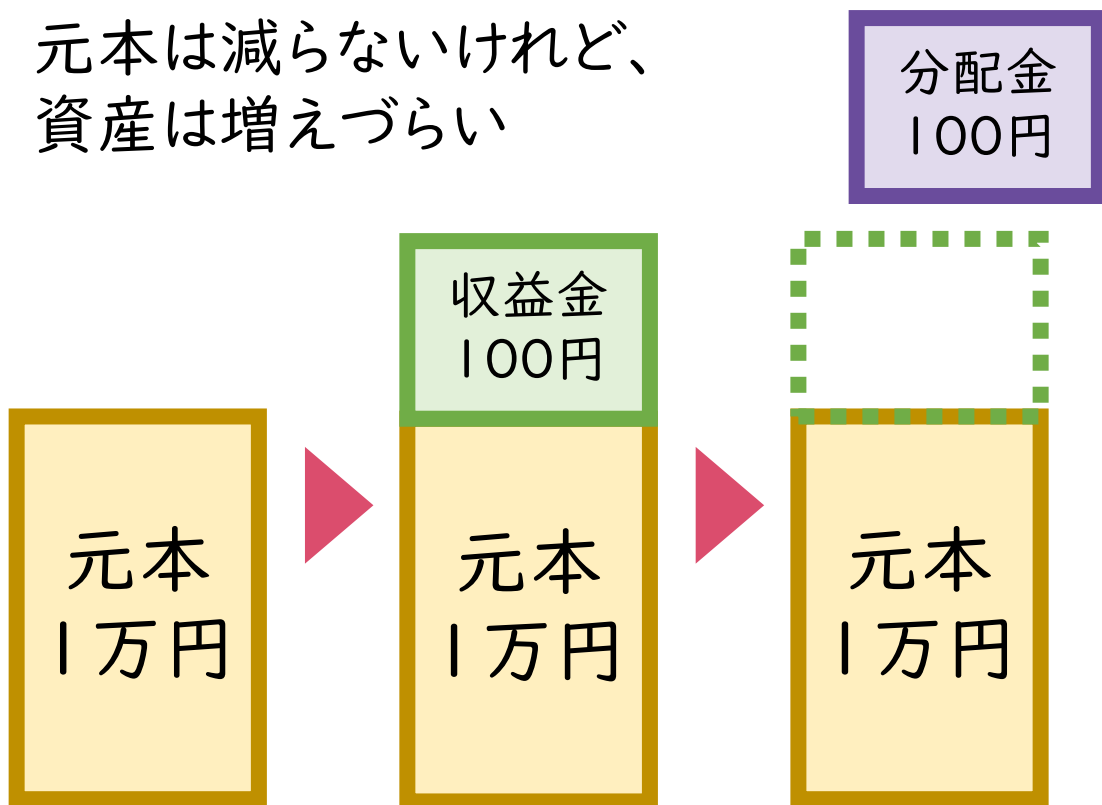 元本は減らないけれど、
資産は増えづらい
分配金
100円
収益金
100円
元本
1万円
元本
1万円
元本
1万円